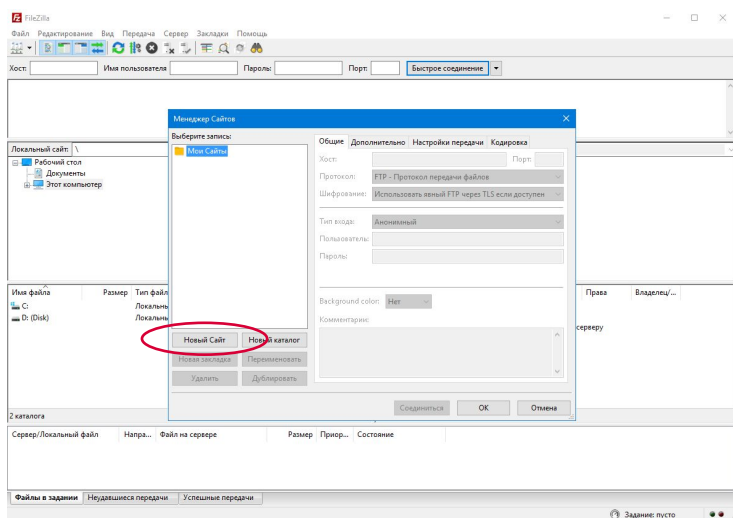 FileZilla
Файл Редактирование Вид Передача Сервер Закладки Помощь
Хост: Имя пользователя Пароль: Порт: Быстрое соединение
Менеджер Сайтов
Выберите запись:
Мои Сайты
Общие Дополнительно Настройки передачи Кодировка
Хост: Порт:
Протокол: FTP - Протокол передачи файлов
Шифрование: Использовать явный FTP через TLS если доступен
Тип входа: Анонимный
Пользователь:
Пароль:
Background color: Нет
Комментарии:
Новый Сайт Новый каталог
Новая закладка Переименовать
Удалить Дублировать
Соединиться OK Отмена
Локальный сайт: \
Рабочий стол
Документы
Этот компьютер
Имя файла Размер Тип файл
C: Локальнь
D: (Disk) Локальнь
Права Владелец/...
серверу
2 каталога
Сервер/Локальный файл Напра... Файл на сервере Размер Приор... Состояние
Файлы в задании Неудавшиеся передачи Успешные передачи
Задание: пусто